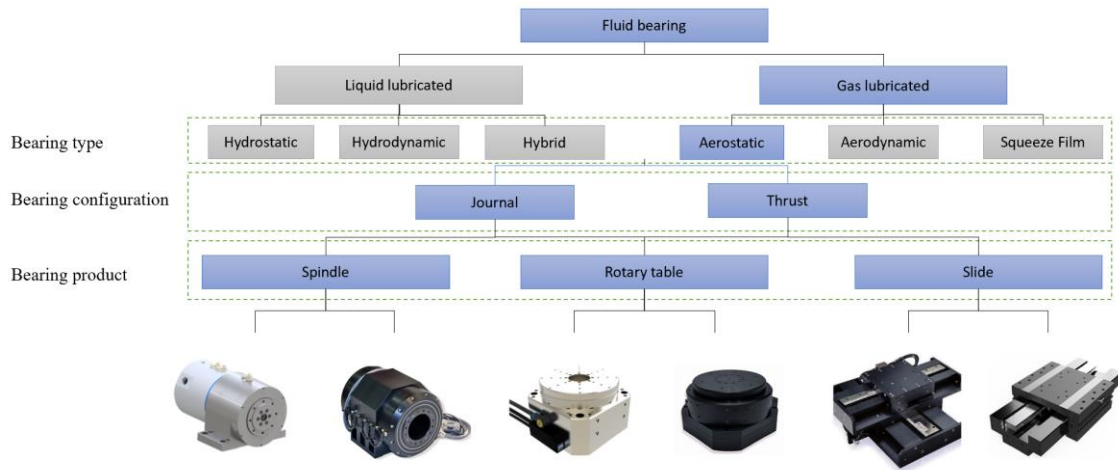 Fluid bearing
Liquid lubricated
Gas lubricated
Bearing type
Hydrostatic
Hydrodynamic
Hybrid
Aerostatic
Aerodynamic
Squeeze Film
Bearing configuration
Journal
Thrust
Bearing product
Spindle
Rotary table
Slide